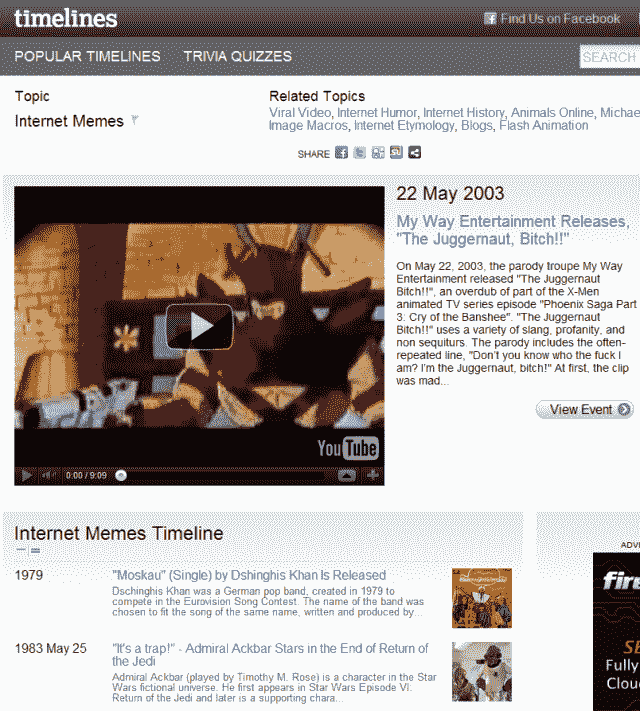 timelines
Find Us on Facebook
POPULAR TIMELINES TRIVIA QUIZZES
SEARCH
Topic
Internet Memes
Related Topics
Viral Video, Internet Humor, Internet History, Animals Online,
Image Macros, Internet Etymology, Blogs, Flash Animation
SHARE
22 May 2003
My Way Entertainment Releases,
"The Juggernaut, Bitch!!"
On May 22, 2003, the parody troupe My Way
Entertainment released "The Juggernaut
Bitch!!", an overdub of part of the X-Men
animated TV series episode "Phoenix Saga Part
3: Cry of the Banshee". "The Juggernaut
Bitch!!" uses a variety of slang, profanity, and
non sequiturs. The parody includes the often-
repeated line, "Don't you know who the fuck I
am? I'm the Juggernaut, bitch!" At first, the clip
was mad...
View Event
YouTube
0:00 / 9:09
Internet Memes Timeline
1979
"Moskau" (Single) by Dshinghis Khan Is Released
Dschinghis Khan was a German pop band, created in 1979 to
compete in the Eurovision Song Contest. The name of the band was
chosen to fit the song of the same name, written and produced by...
1983 May 25
"It's a trap!" - Admiral Ackbar Stars in the End of Return of
the Jedi
Admiral Ackbar (played by Timothy M. Rose) is a character in the Star
Wars fictional universe. He first appears in Star Wars Episode VI:
Return of the Jedi and later is a supporting chara...
Fully